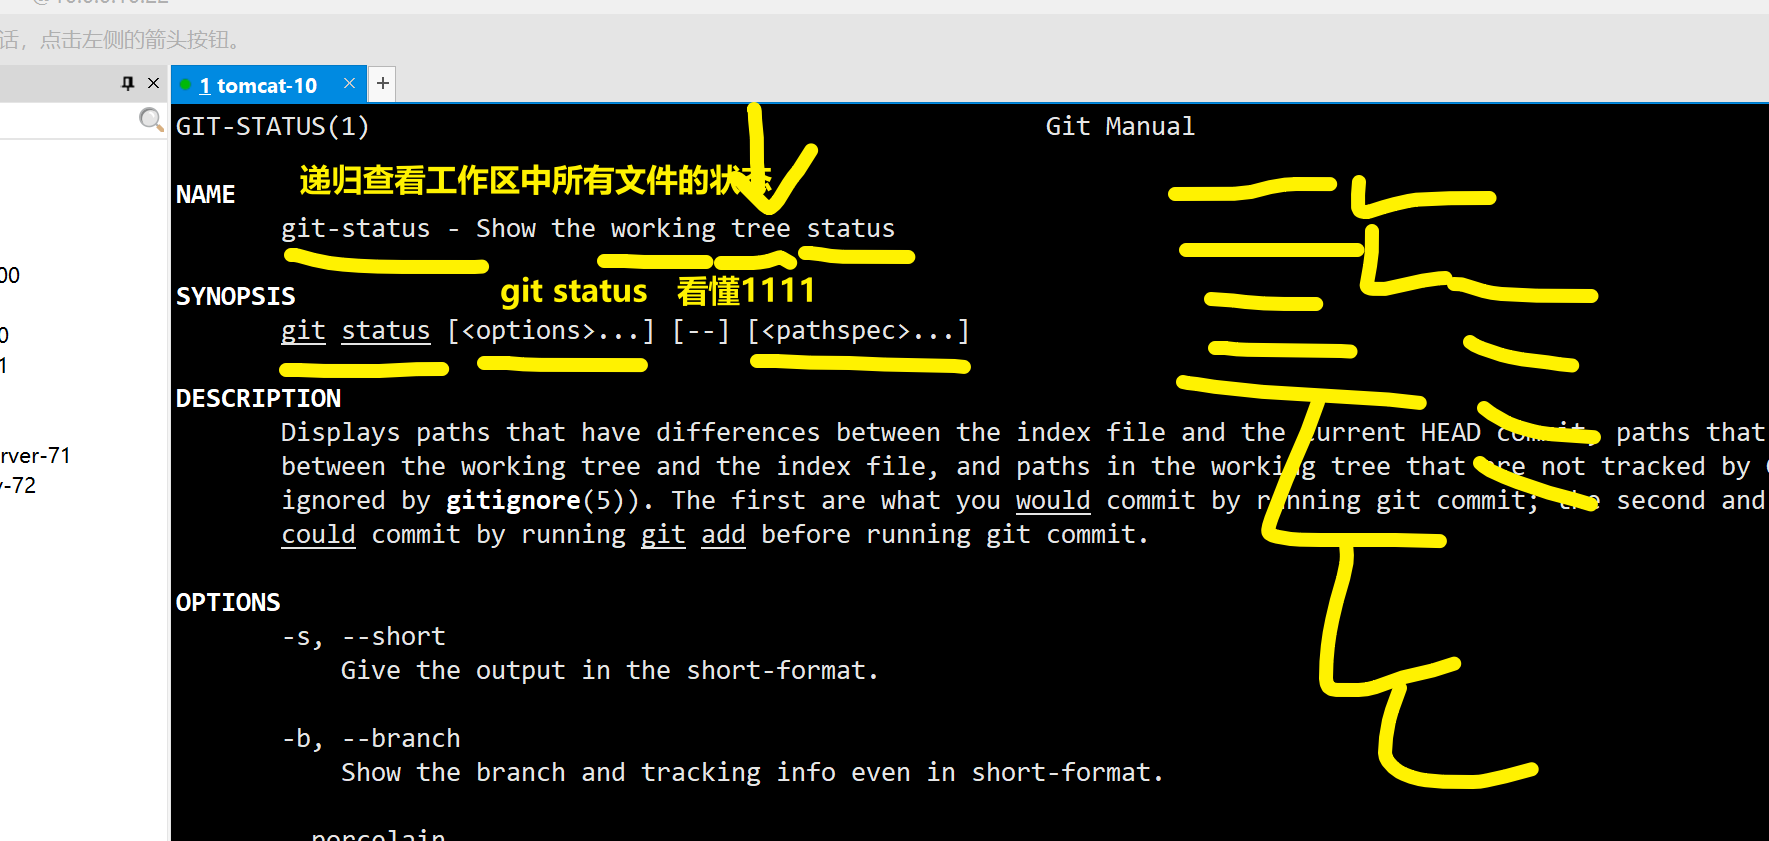 话，点击左侧的箭头按钮。
1 tomcat-10
GIT-STATUS(1) Git Manual
递归查看工作区中所有文件的状态
NAME
git-status - Show the working tree status
git status 看懂1111
00
SYNOPSIS
git status [<options>...] [--] [<pathspec>...]
0
1
DESCRIPTION
Displays paths that have differences between the index file and the current HEAD commit, paths that
rver-71
between the working tree and the index file, and paths in the working tree that are not tracked by
-72
ignored by gitignore(5)). The first are what you would commit by running git commit; the second and
could commit by running git add before running git commit.
OPTIONS
-s, --short
Give the output in the short-format.
-b, --branch
Show the branch and tracking info even in short-format.
porcelain